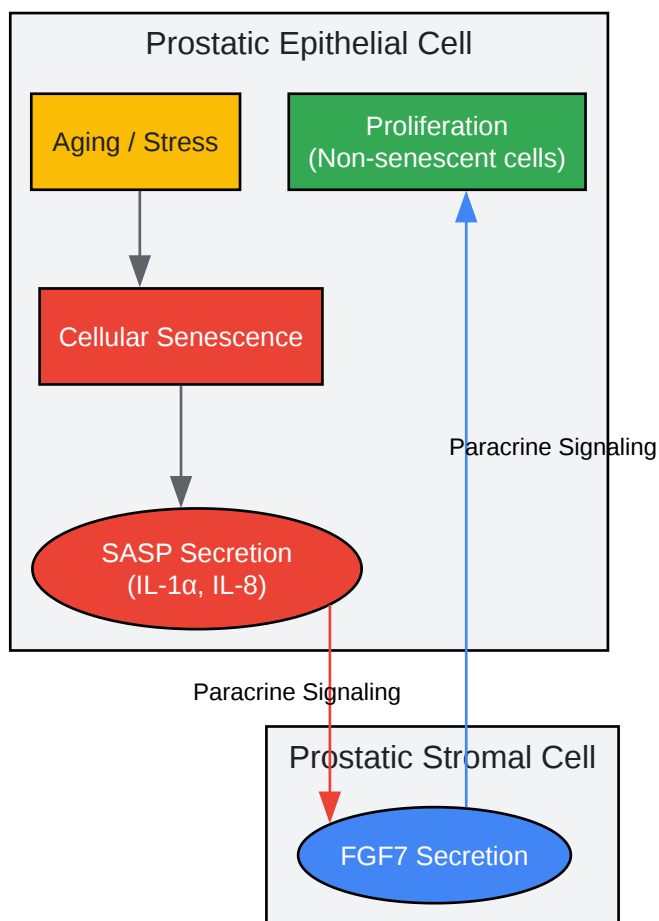 Prostatic Epithelial Cell
Aging / Stress
Proliferation
(Non-senescent cells)
Cellular Senescence
Paracrine Signaling
SASP Secretion
(IL-1α, IL-8)
Paracrine Signaling
Prostatic Stromal Cell
FGF7 Secretion